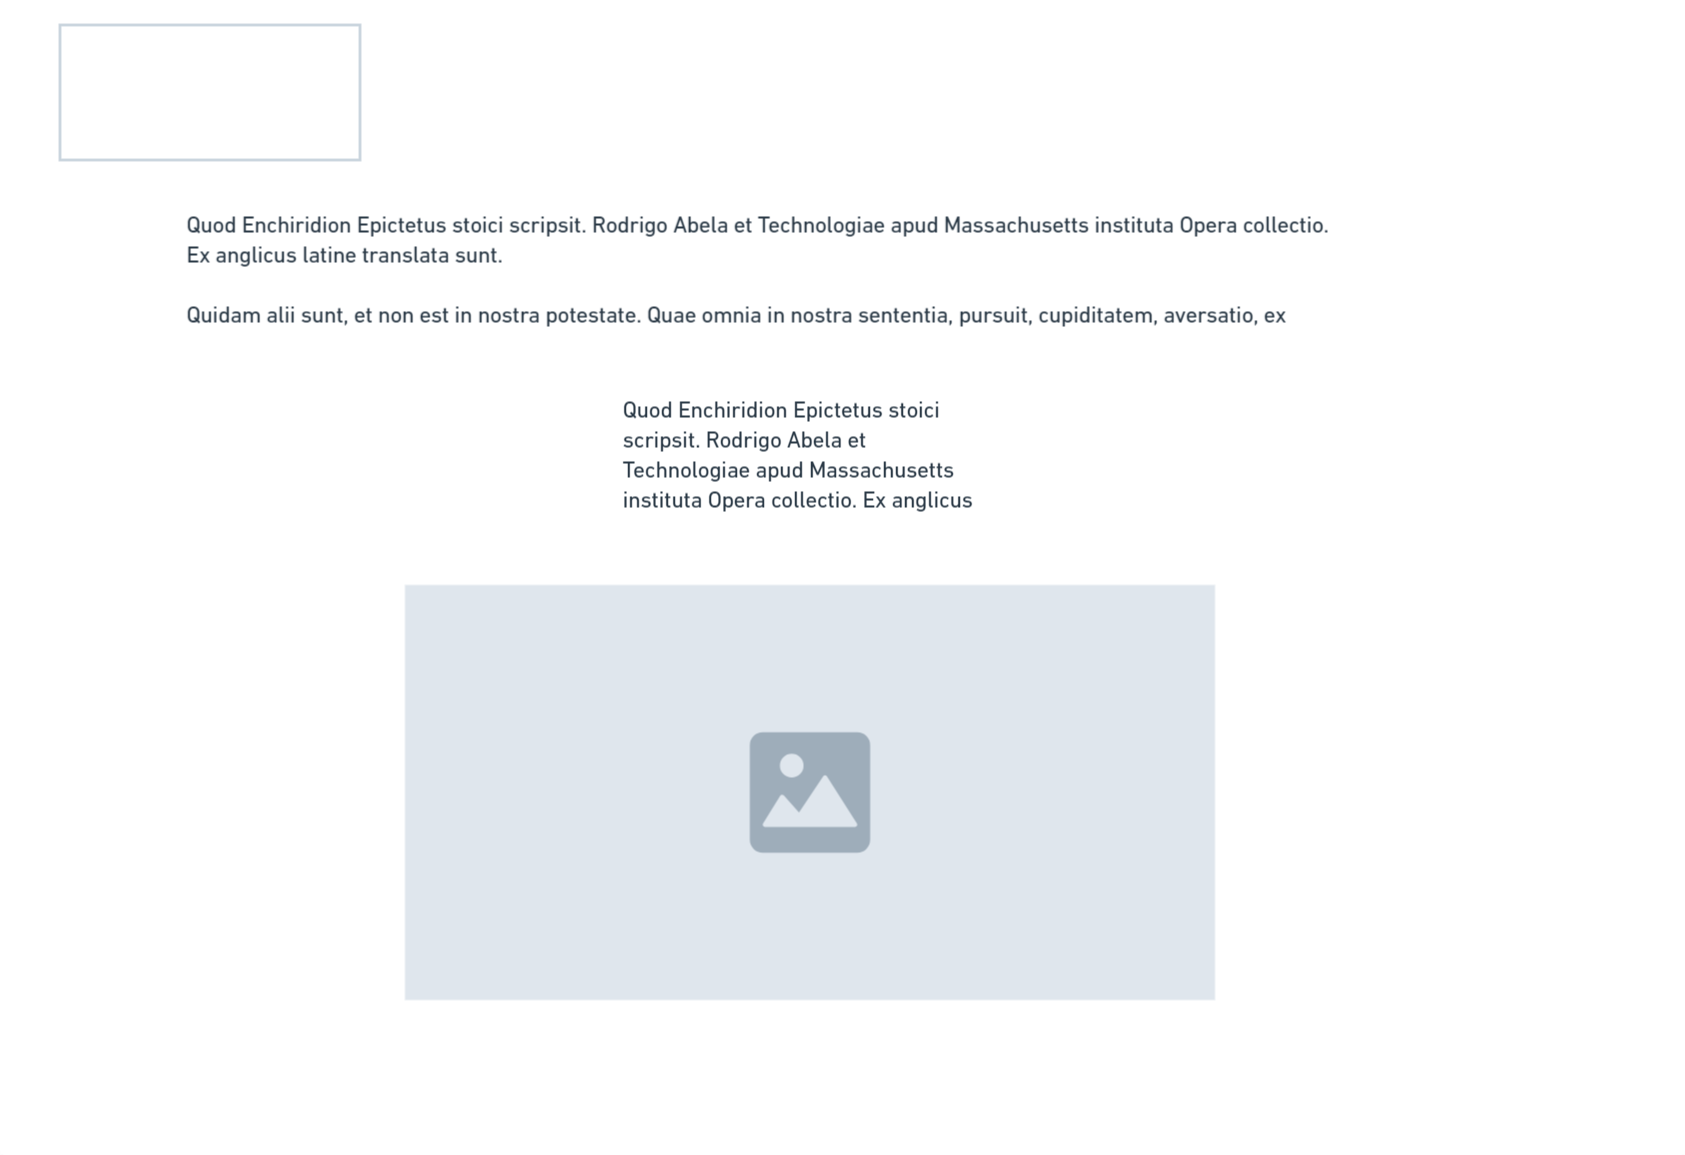 Quod Enchiridion Epictetus stoici scripsit. Rodrigo Abela et Technologiae apud Massachusetts instituta Opera collectio.
Ex anglicus latine translata sunt.
Quidam alii sunt, et non est in nostra potestate. Quae omnia in nostra sententia, pursuit, cupiditatem, aversatio, ex
Quod Enchiridion Epictetus stoici
scripsit. Rodrigo Abela et
Technologiae apud Massachusetts
instituta Opera collectio. Ex anglicus